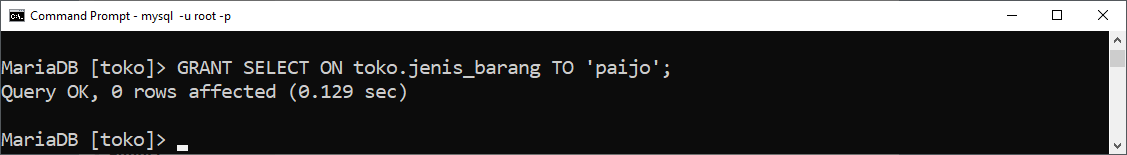 Command Prompt - mysql  -u root -p
MariaDB [toko]> GRANT SELECT ON toko.jenis_barang TO 'paijo';
Query OK, 0 rows affected (0.129 sec)
MariaDB [toko]>